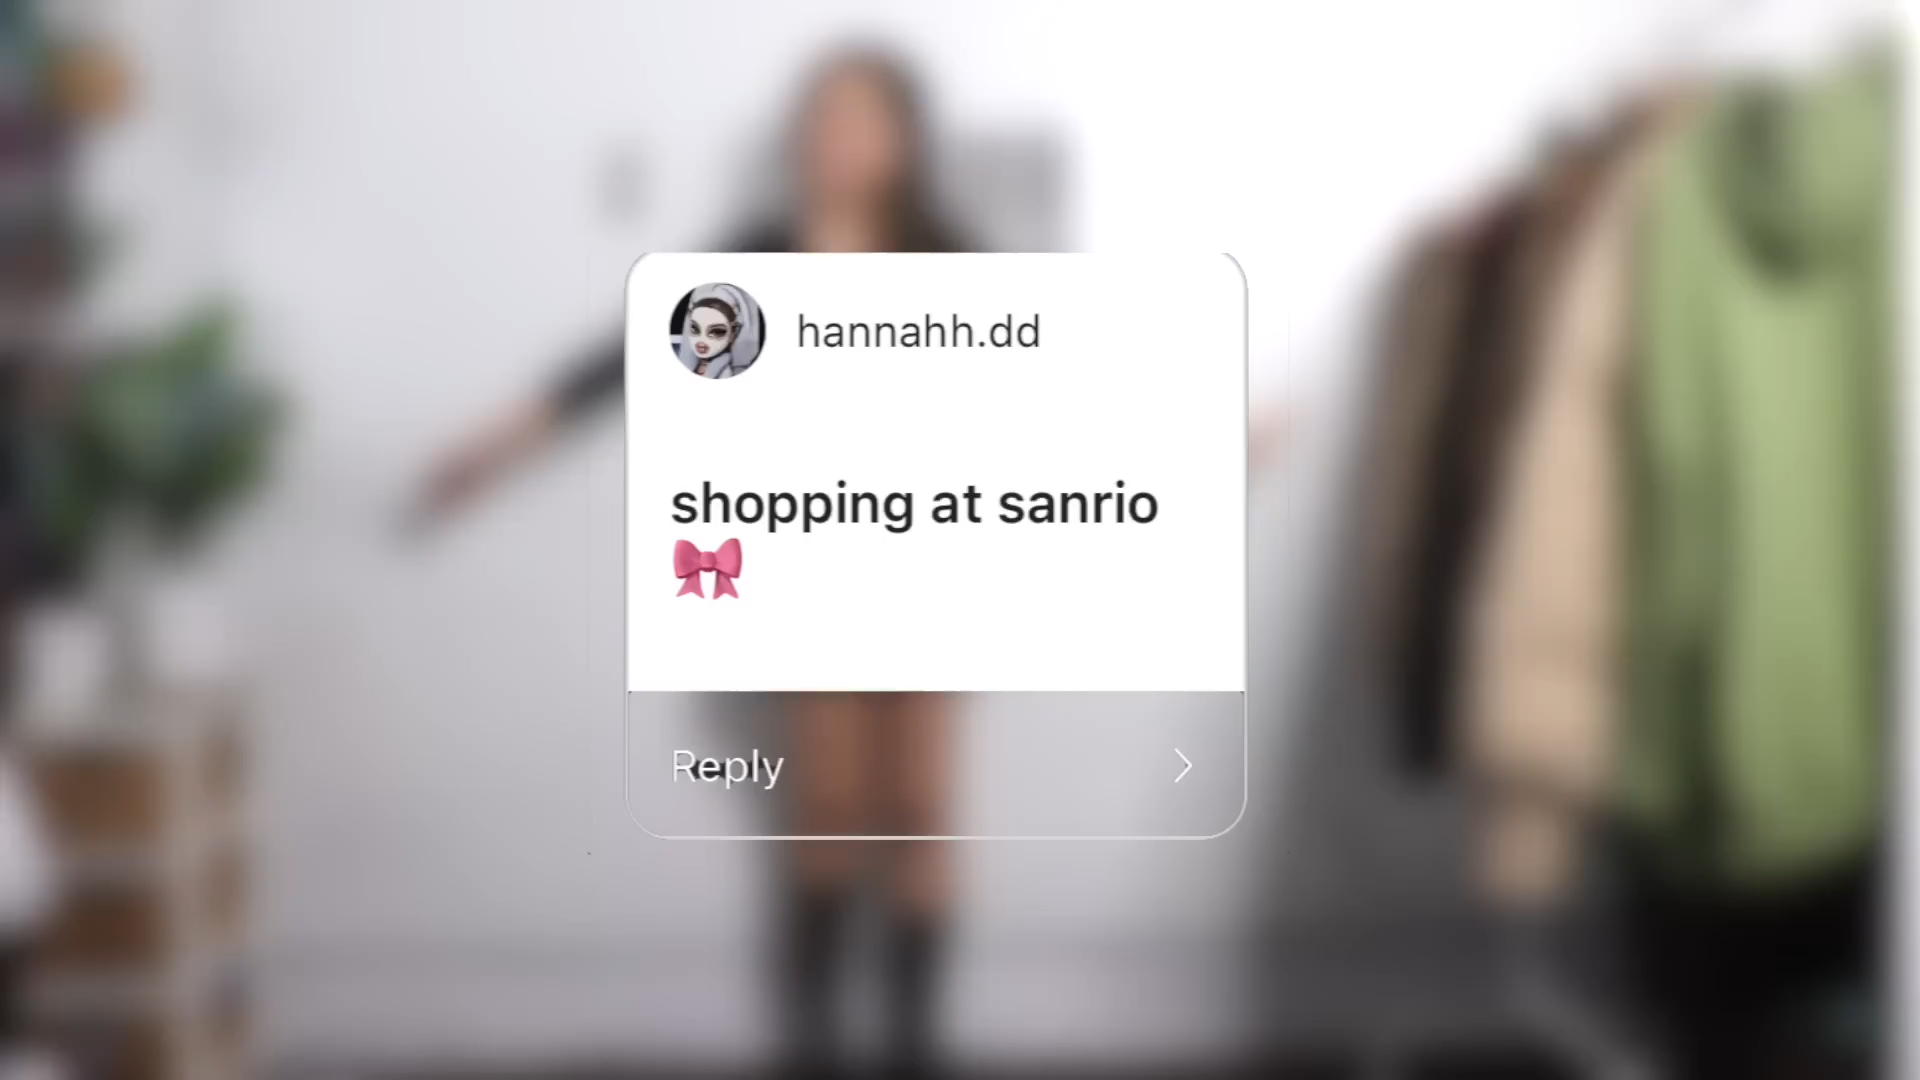 hannahh.dd
shopping at sanrio
🎀
Reply